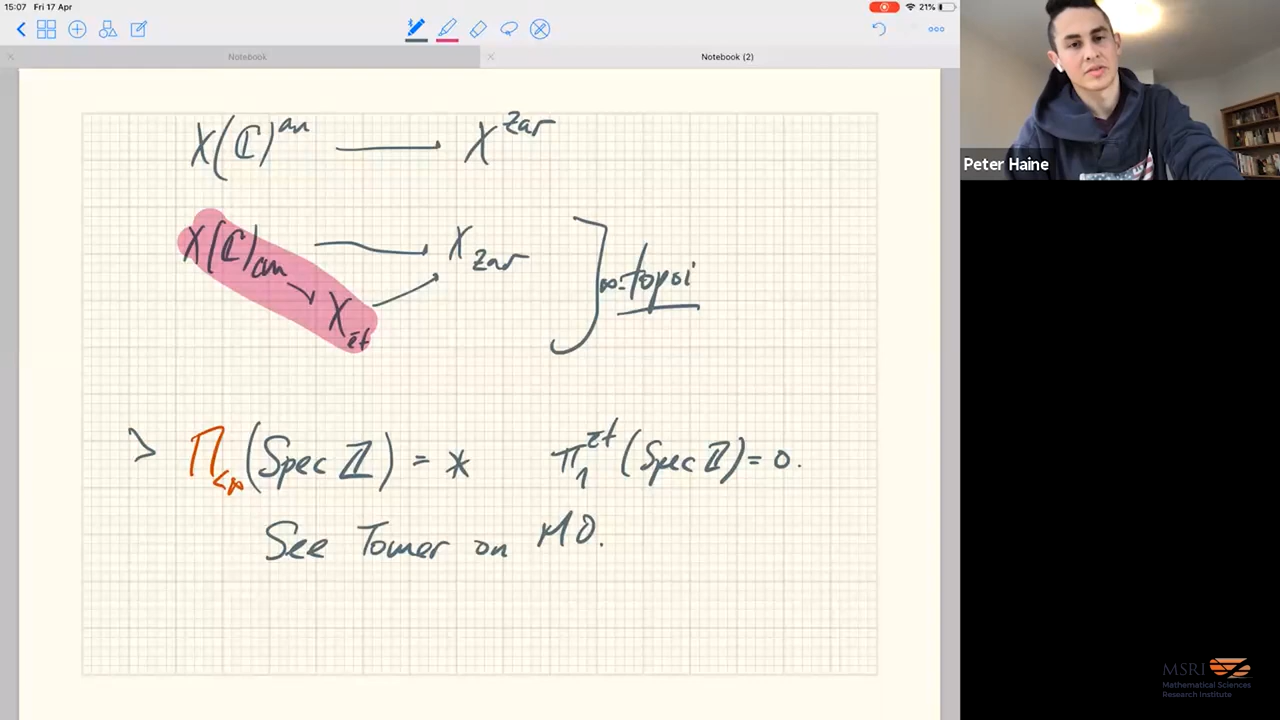 15:07 Fri 17 Apr
21%
Notebook
Notebook (2)
X(ℂ)^an ⟶ X^zar
X(ℂ)_an ⟶ X_zar
X_ét
∞-topoi
> Π_<∞ (Spec ℤ) = * π_1^ét (Spec ℤ) = 0.
See Tomer on MO.
Peter Haine
MSRI
Mathematical Sciences
Research Institute